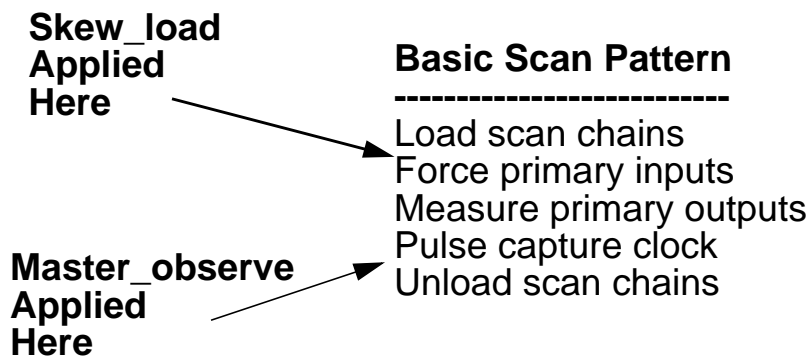 Skew_load
Applied
Here
Basic Scan Pattern
---------------------------
Load scan chains
Force primary inputs
Measure primary outputs
Pulse capture clock
Unload scan chains
Master_observe
Applied
Here